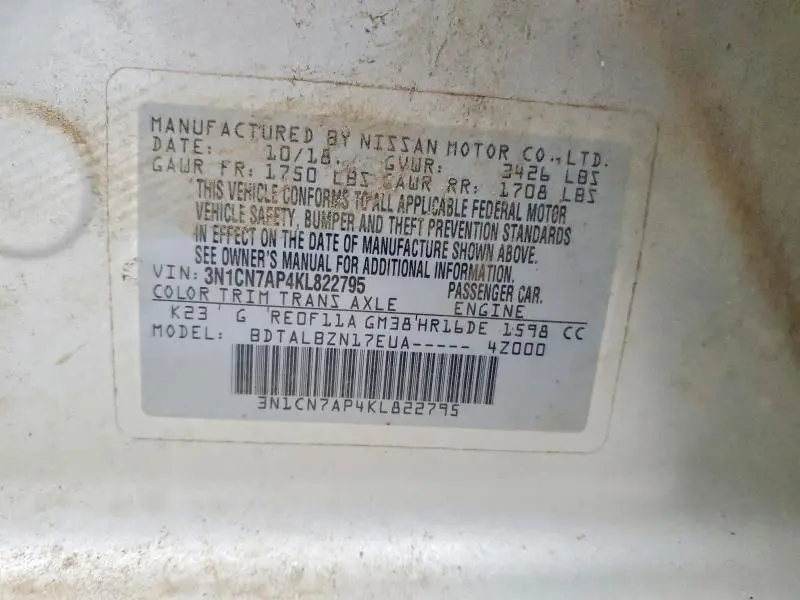 MANUFACTURED BY NISSAN MOTOR CO.,LTD.
DATE: 10/18 GVWR: 3426 LBS
GAWR FR: 1750 LBS GAWR RR: 1708 LBS
THIS VEHICLE CONFORMS TO ALL APPLICABLE FEDERAL MOTOR
VEHICLE SAFETY, BUMPER AND THEFT PREVENTION STANDARDS
IN EFFECT ON THE DATE OF MANUFACTURE SHOWN ABOVE.
SEE OWNER'S MANUAL FOR ADDITIONAL INFORMATION.
VIN: 3N1CN7AP4KL822795 PASSENGER CAR.
COLOR TRIM TRANS AXLE ENGINE
K23 G RE0F11A GM38 HR16DE 1598 CC
MODEL: BDTALBZN17EUA----- 4Z000
3N1CN7AP4KL822795